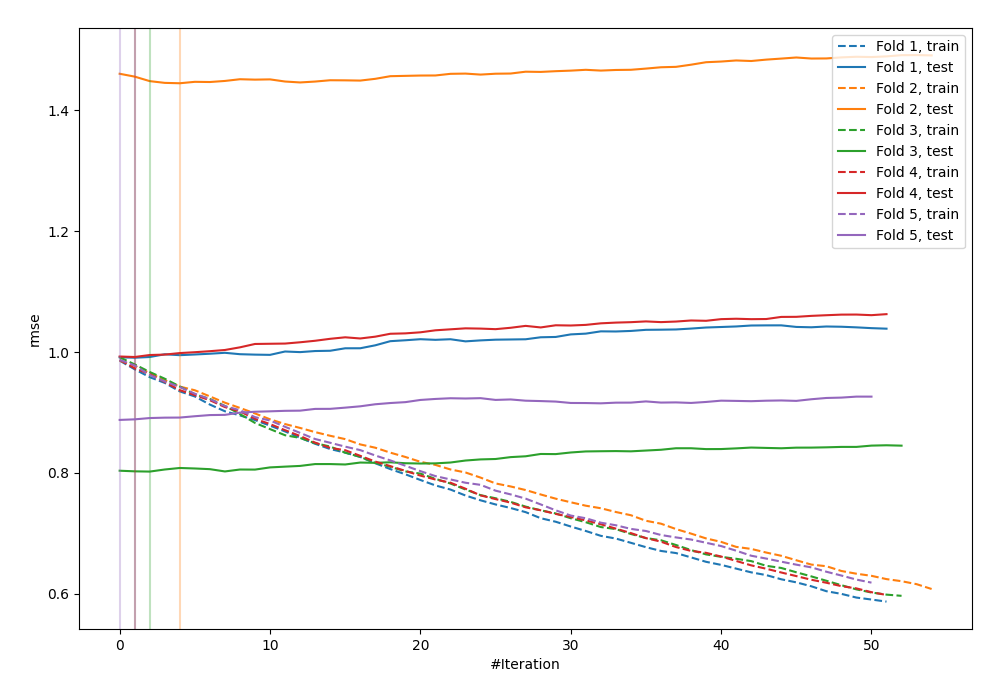 Fold 1, train
Fold 1, test
Fold 2, train
Fold 2, test
Fold 3, train
Fold 3, test
Fold 4, train
Fold 4, test
Fold 5, train
Fold 5, test
1.4
1.2
1.0
0.8
0.6
rmse
0 10 20 30 40 50
#Iteration